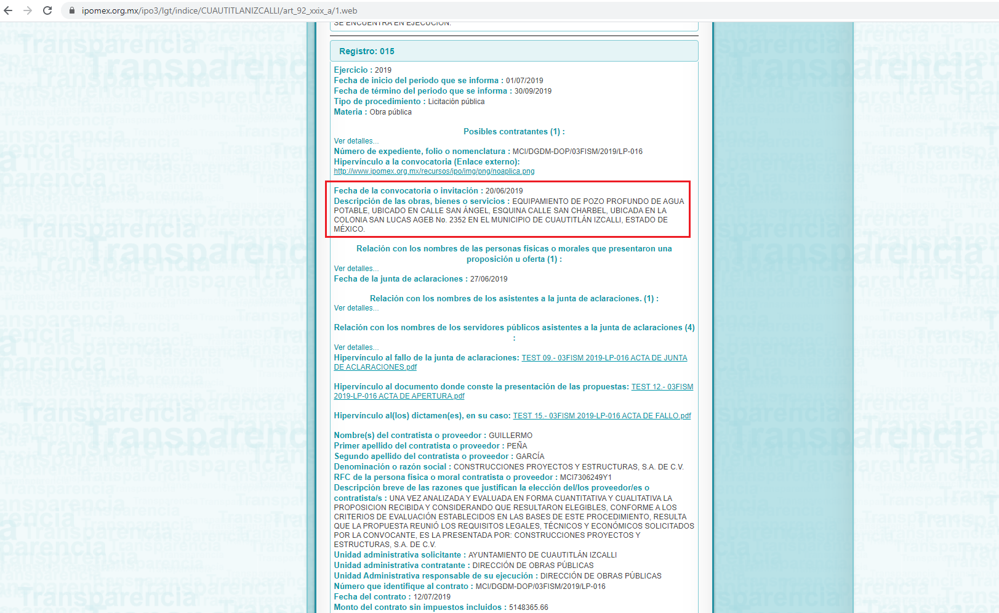 ipomex.org.mx/ipo3/lgt/indice/CUAUTITLANIZCALLI/art_92_xxix_a/1.web
SE ENCUENTRA EN EJECUCIÓN.
Registro: 015
Ejercicio : 2019
Fecha de inicio del periodo que se informa : 01/07/2019
Fecha de término del periodo que se informa : 30/09/2019
Tipo de procedimiento : Licitación pública
Materia : Obra pública
Posibles contratantes (1) :
Ver detalles...
Número de expediente, folio o nomenclatura : MCI/DGDM-DOP/03FISM/2019/LP-016
Hipervínculo a la convocatoria (Enlace externo):
http://www.ipomex.org.mx/recursos/ipo/img/png/noaplica.png
Fecha de la convocatoria o invitación : 20/06/2019
Descripción de las obras, bienes o servicios : EQUIPAMIENTO DE POZO PROFUNDO DE AGUA
POTABLE, UBICADO EN CALLE SAN ÁNGEL, ESQUINA CALLE SAN CHARBEL, UBICADA EN LA
COLONIA SAN LUCAS AGEB No. 2352 EN EL MUNICIPIO DE CUAUTITLÁN IZCALLI, ESTADO DE
MÉXICO.
Relación con los nombres de las personas físicas o morales que presentaron una
proposición u oferta (1) :
Ver detalles...
Fecha de la junta de aclaraciones : 27/06/2019
Relación con los nombres de los asistentes a la junta de aclaraciones. (1) :
Ver detalles...
Relación con los nombres de los servidores públicos asistentes a la junta de aclaraciones (4)
:
Ver detalles...
Hipervínculo al fallo de la junta de aclaraciones: TEST 09.- 03FISM 2019-LP-016 ACTA DE JUNTA
DE ACLARACIONES.pdf
Hipervínculo al documento donde conste la presentación de las propuestas: TEST 12.- 03FISM
2019-LP-016 ACTA DE APERTURA.pdf
Hipervínculo al(los) dictamen(es), en su caso: TEST 15.- 03FISM 2019-LP-016 ACTA DE FALLO.pdf
Nombre(s) del contratista o proveedor : GUILLERMO
Primer apellido del contratista o proveedor : PEÑA
Segundo apellido del contratista o proveedor : GARCÍA
Denominación o razón social : CONSTRUCCIONES PROYECTOS Y ESTRUCTURAS, S.A. DE C.V.
RFC de la persona física o moral contratista o proveedor : MCI7306249Y1
Descripción breve de las razones que justifican la elección del/los proveedor/es o
contratista/s : UNA VEZ ANALIZADA Y EVALUADA EN FORMA CUANTITATIVA Y CUALITATIVA LA
PROPOSICION RECIBIDA Y CONSIDERANDO QUE RESULTARON ELEGIBLES, CONFORME A LOS
CRITERIOS DE EVALUACIÓN ESTABLECIDOS EN LAS BASES DE ESTE PROCEDIMIENTO, RESULTA
QUE LA PROPUESTA REUNIÓ LOS REQUISITOS LEGALES, TÉCNICOS Y ECONÓMICOS SOLICITADOS
POR LA CONVOCANTE, ES LA PRESENTADA POR: CONSTRUCCIONES PROYECTOS Y
ESTRUCTURAS, S.A. DE C.V.
Unidad administrativa solicitante : AYUNTAMIENTO DE CUAUTITLÁN IZCALLI
Unidad administrativa contratante : DIRECCIÓN DE OBRAS PÚBLICAS
Unidad Administrativa responsable de su ejecución : DIRECCIÓN DE OBRAS PÚBLICAS
Número que identifique al contrato : MCI/DGDM-DOP/03FISM/2019/LP-016
Fecha del contrato : 12/07/2019
Monto del contrato sin impuestos incluidos : 5148365.66